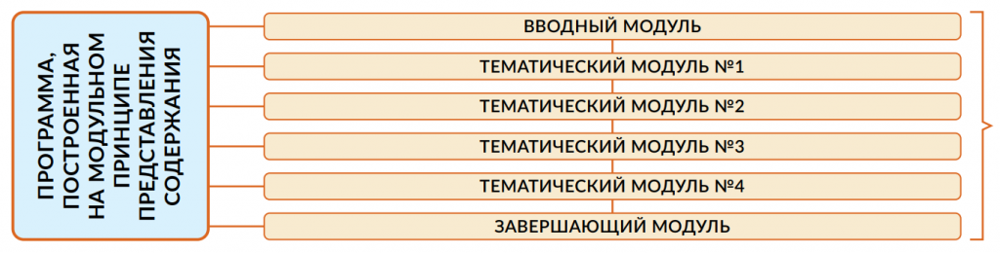 ПРОГРАММА,
ПОСТРОЕННАЯ
НА МОДУЛЬНОМ
ПРИНЦИПЕ
ПРЕДСТАВЛЕНИЯ
СОДЕРЖАНИЯ
ВВОДНЫЙ МОДУЛЬ
ТЕМАТИЧЕСКИЙ МОДУЛЬ №1
ТЕМАТИЧЕСКИЙ МОДУЛЬ №2
ТЕМАТИЧЕСКИЙ МОДУЛЬ №3
ТЕМАТИЧЕСКИЙ МОДУЛЬ №4
ЗАВЕРШАЮЩИЙ МОДУЛЬ